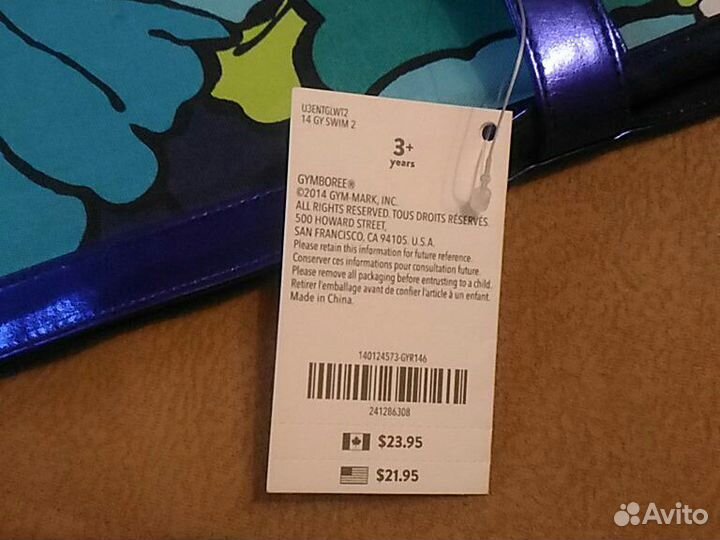 U3ENTGLWT2
14 GY SWIM 2
3+
years
GYMBOREE®
©2014 GYM-MARK, INC.
ALL RIGHTS RESERVED. TOUS DROITS RÉSERVÉS.
500 HOWARD STREET,
SAN FRANCISCO, CA 94105. U.S.A.
Please retain this information for future reference.
Conserver ces informations pour consultation future.
Please remove all packaging before entrusting to a child.
Retirer l'emballage avant de confier l'article à un enfant.
Made in China.
140124573-GYR146
241286308
$23.95
$21.95
Avito